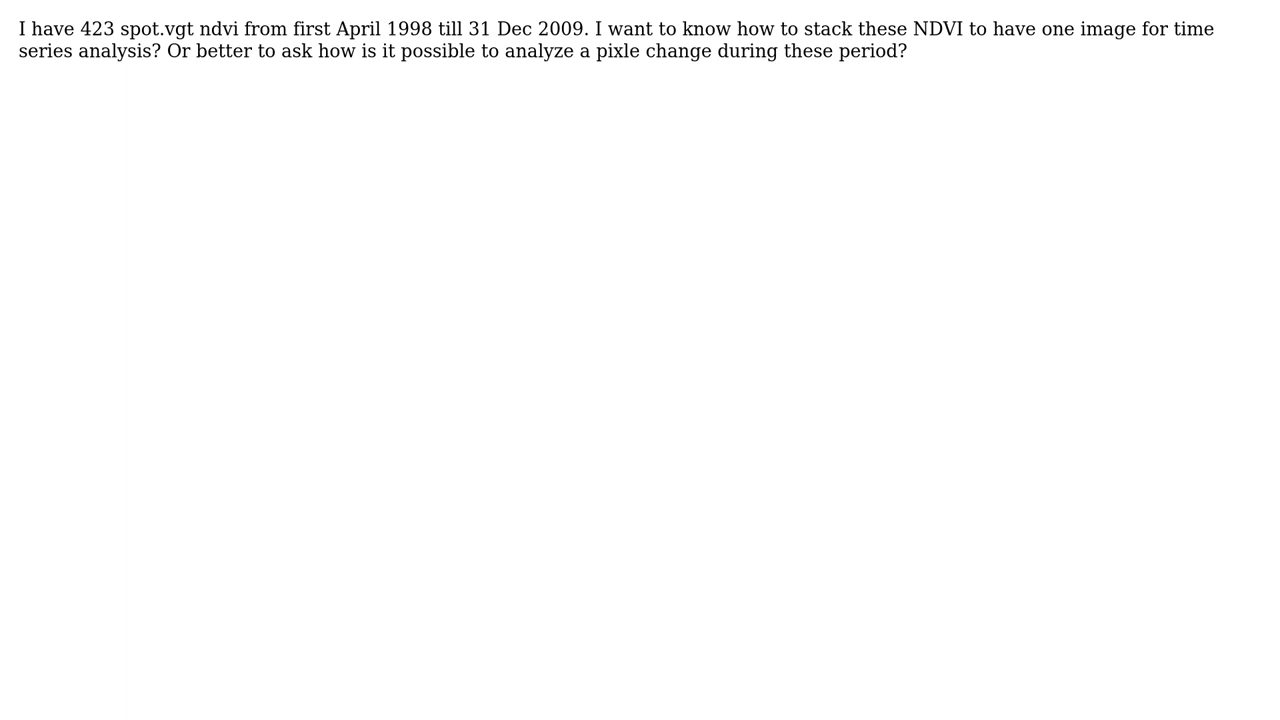 I have 423 spot.vgt ndvi from first April 1998 till 31 Dec 2009. I want to know how to stack these NDVI to have one image for time
series analysis? Or better to ask how is it possible to analyze a pixle change during these period?